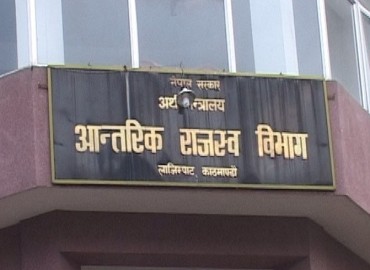 नेपाल सरकार
अर्थ मन्त्रालय
आन्तरिक राजस्व विभाग
लाजिम्पाट, काठमाण्डौ